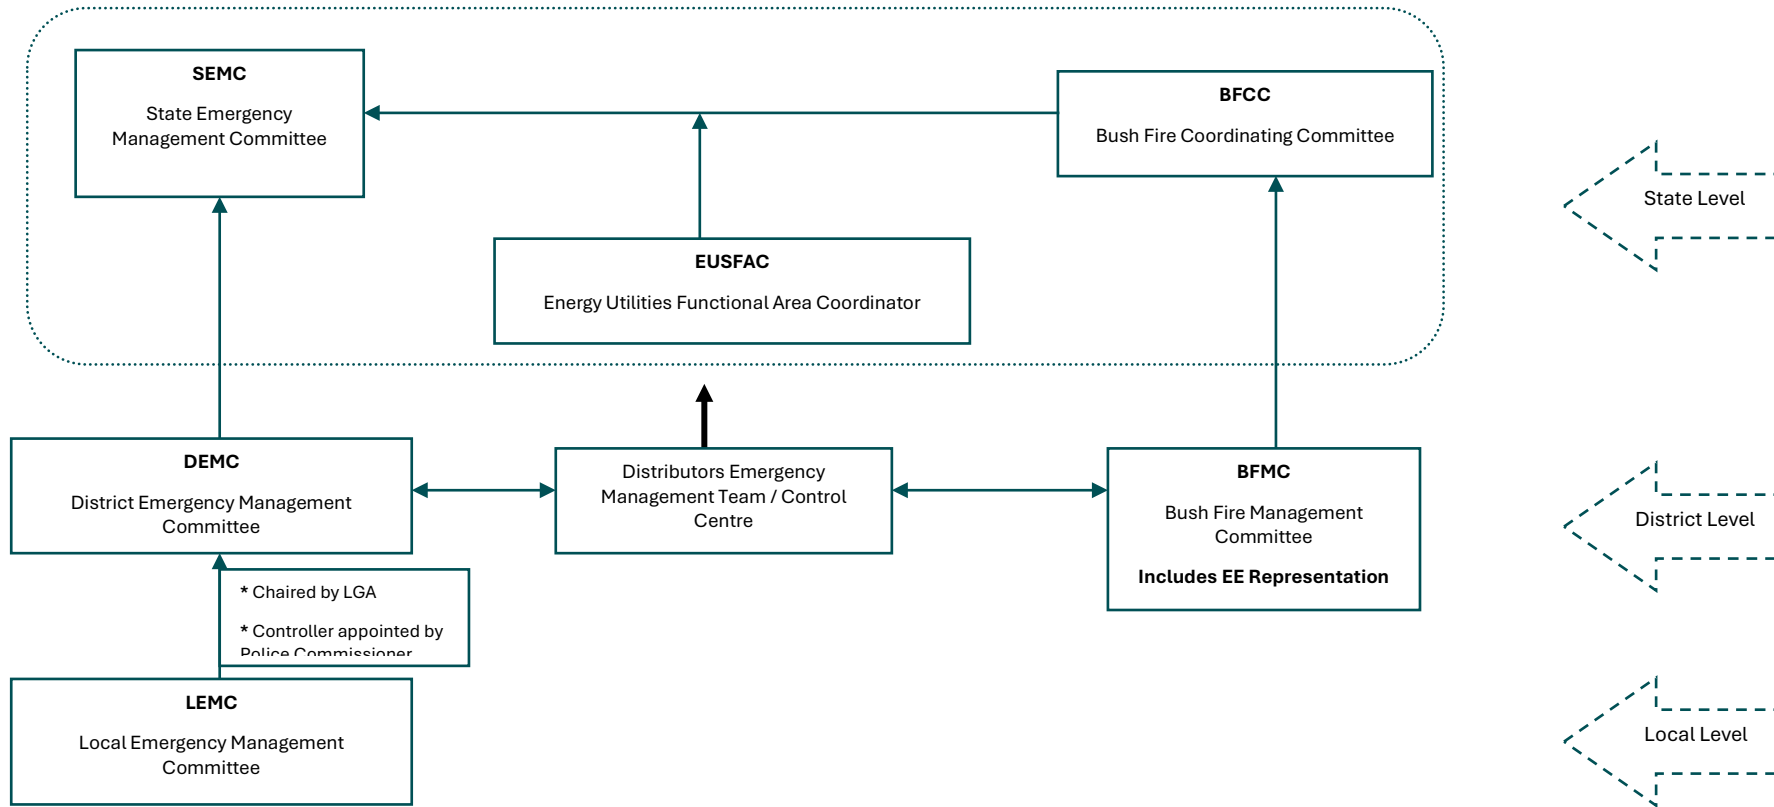 SEMC
State Emergency
Management Committee
BFCC
Bush Fire Coordinating Committee
State Level
EUSFAC
Energy Utilities Functional Area Coordinator
DEMC
District Emergency Management
Committee
Distributors Emergency
Management Team / Control
Centre
BFMC
Bush Fire Management
Committee
Includes EE Representation
District Level
* Chaired by LGA
* Controller appointed by
Police Commissioner
LEMC
Local Emergency Management
Committee
Local Level